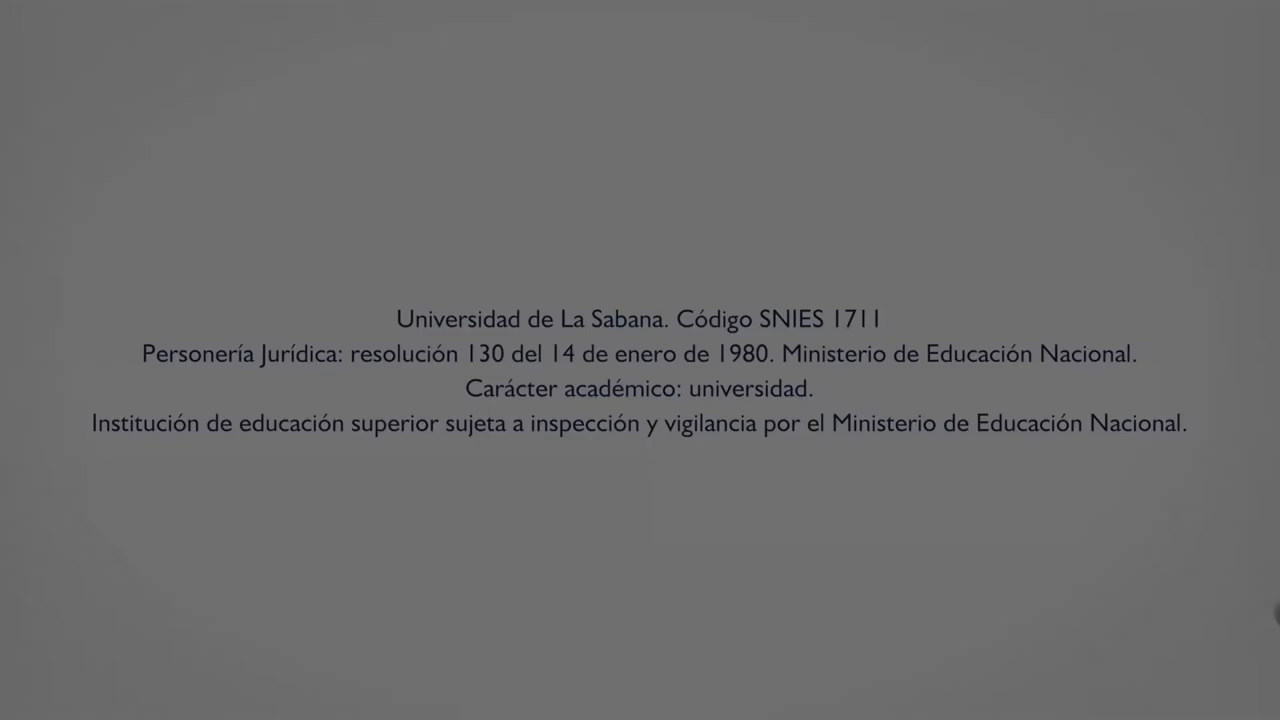 Universidad de La Sabana. Código SNIES 1711
Personería Jurídica: resolución 130 del 14 de enero de 1980. Ministerio de Educación Nacional.
Carácter académico: universidad.
Institución de educación superior sujeta a inspección y vigilancia por el Ministerio de Educación Nacional.